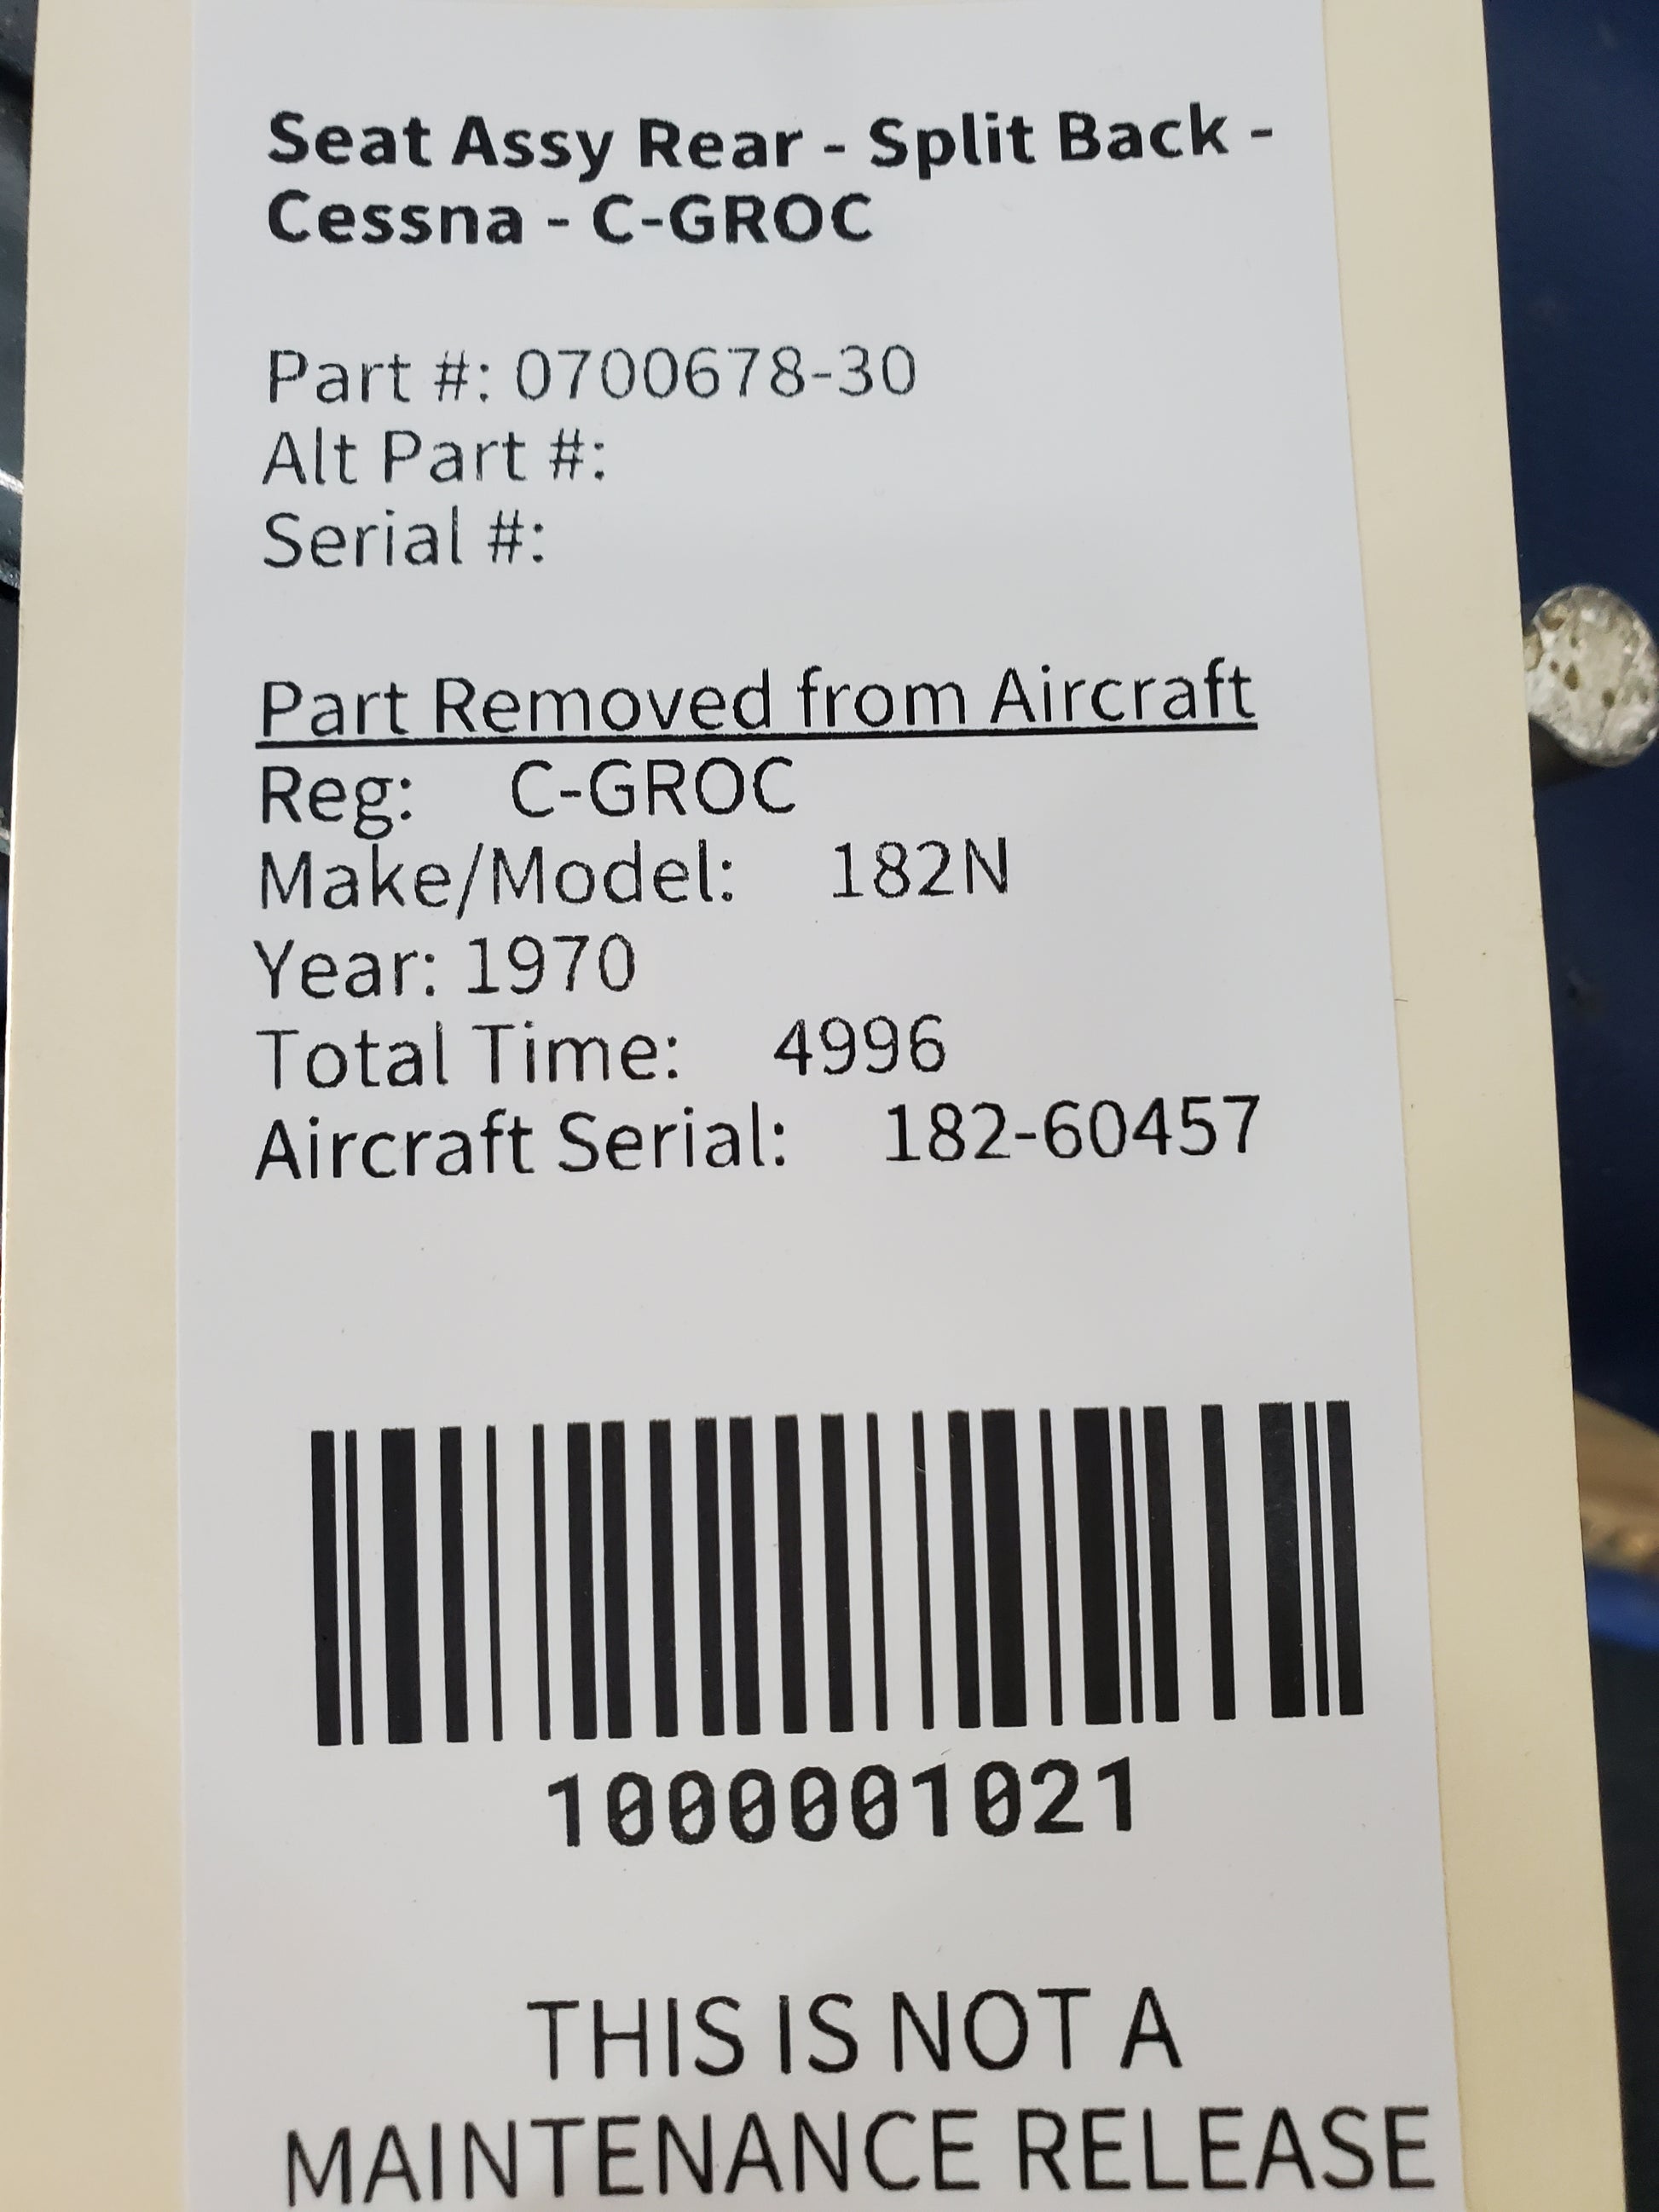 Seat Assy Rear - Split Back -
Cessna - C-GROC
Part #: 0700678-30
Alt Part #:
Serial #:
Part Removed from Aircraft
Reg: C-GROC
Make/Model: 182N
Year: 1970
Total Time: 4996
Aircraft Serial: 182-60457
1000001021
THIS IS NOT A
MAINTENANCE RELEASE